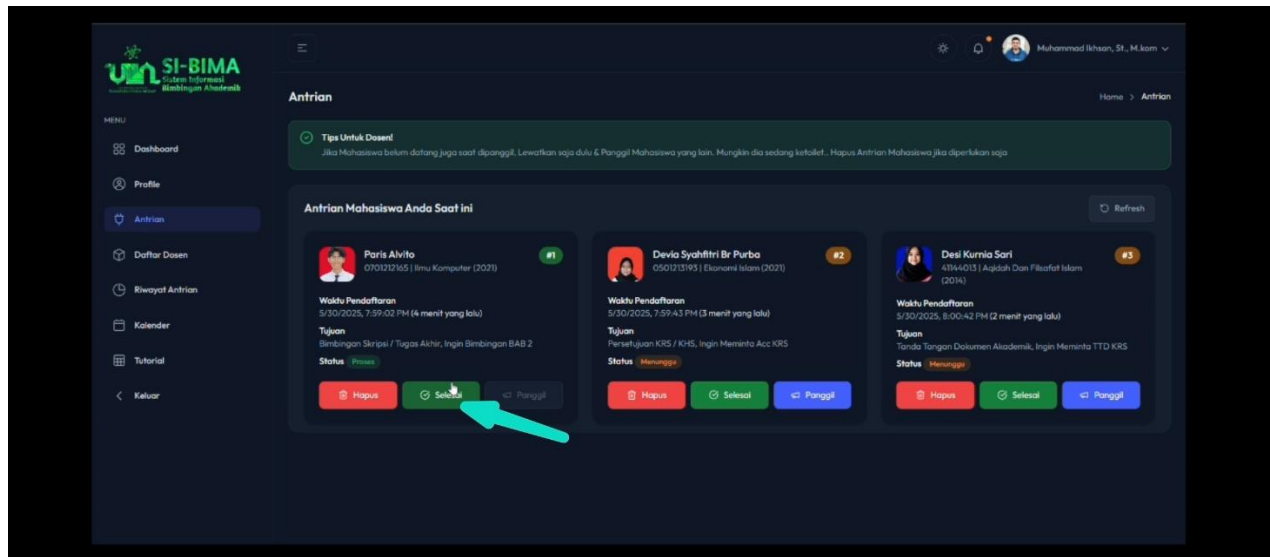 SI-BIMA
Sistem Informasi
Bimbingan Akademik
Muhammad Ikhsan, St., M.kom
Antrian
Home > Antrian
MENU
Dashboard
Profile
Antrian
Daftar Dosen
Riwayat Antrian
Kalender
Tutorial
Keluar
Tips Untuk Dosen!
Jika Mahasiswa belum datang juga saat dipanggil, Lewatkan saja dulu & Panggil Mahasiswa yang lain. Mungkin dia sedang ketoilet.. Hapus Antrian Mahasiswa jika diperlukan saja
Antrian Mahasiswa Anda Saat ini
Refresh
Paris Alvito
#1
0701212165 | Ilmu Komputer (2021)
Waktu Pendaftaran
5/30/2025, 7:59:02 PM (4 menit yang lalu)
Tujuan
Bimbingan Skripsi / Tugas Akhir, Ingin Bimbingan BAB 2
Status Proses
Hapus
Selesai
Panggil
Devia Syahfitri Br Purba
#2
0501213193 | Ekonomi Islam (2021)
Waktu Pendaftaran
5/30/2025, 7:59:43 PM (3 menit yang lalu)
Tujuan
Persetujuan KRS / KHS, Ingin Meminta Acc KRS
Status Menunggu
Hapus
Selesai
Panggil
Desi Kurnia Sari
#3
41144013 | Aqidah Dan Filsafat Islam
(2014)
Waktu Pendaftaran
5/30/2025, 8:00:42 PM (2 menit yang lalu)
Tujuan
Tanda Tangan Dokumen Akademik, Ingin Meminta TTD KRS
Status Menunggu
Hapus
Selesai
Panggil